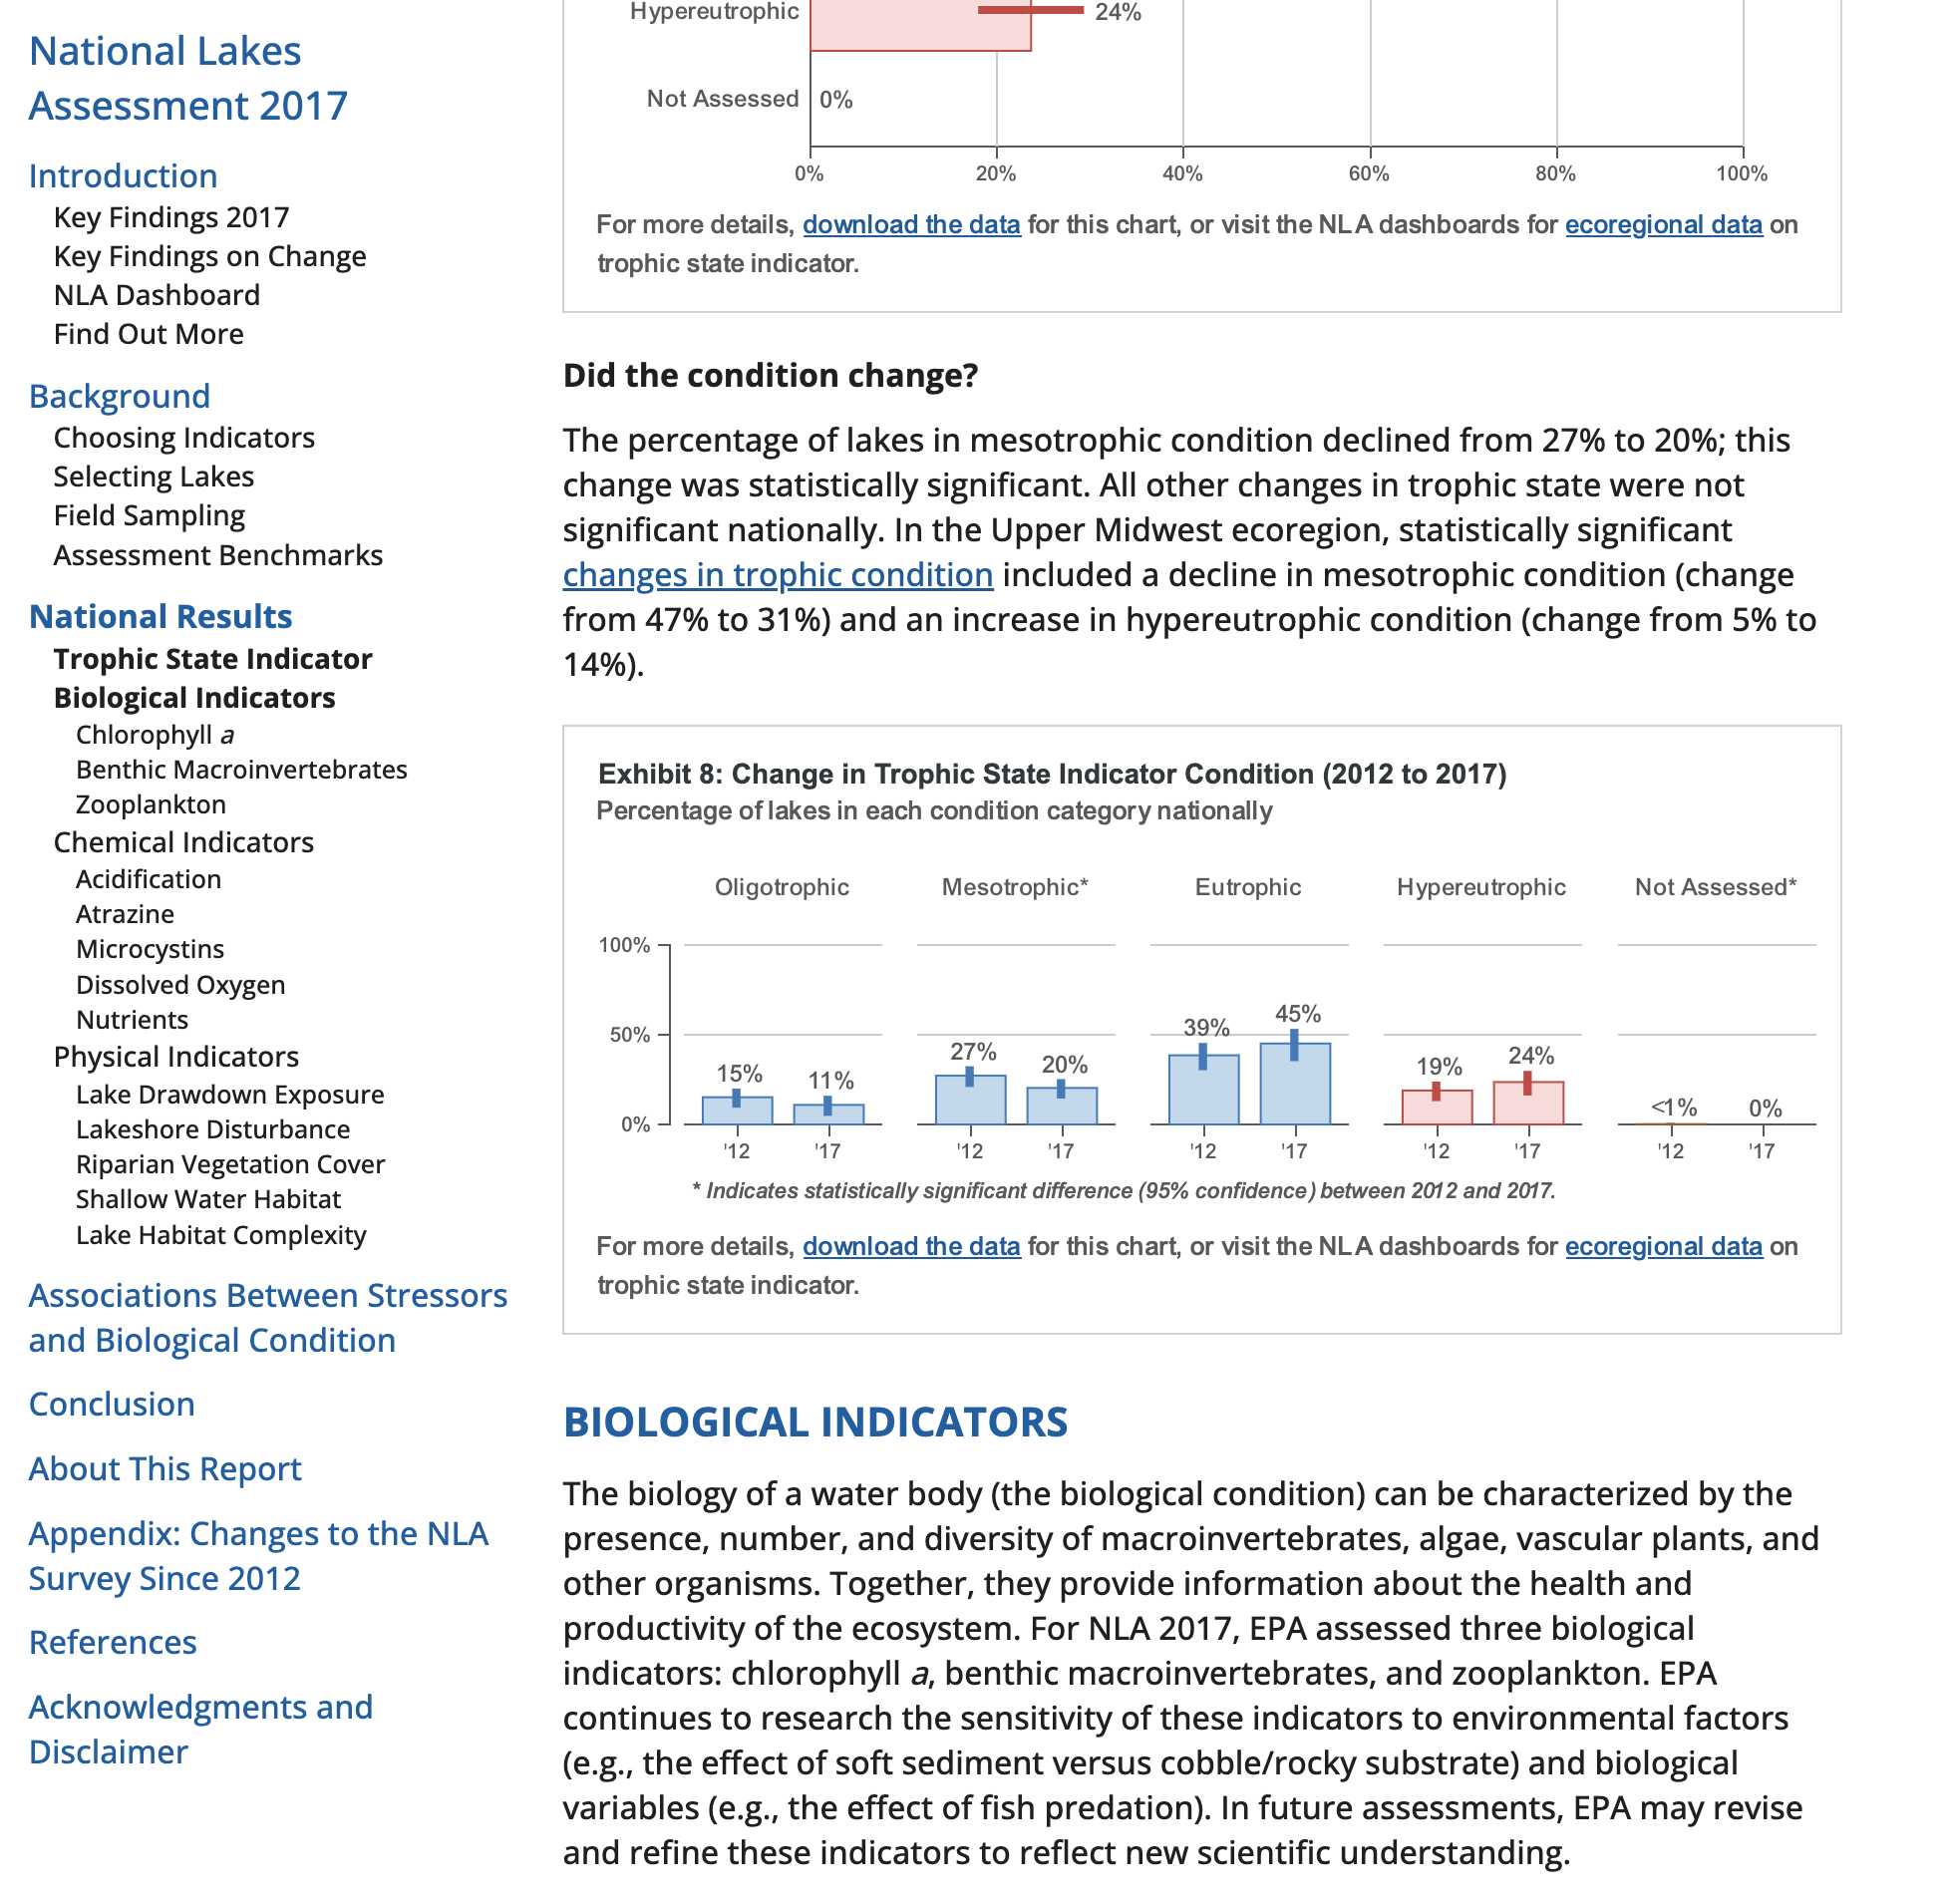 National Lakes
Assessment 2017
Introduction
Key Findings 2017
Key Findings on Change
NLA Dashboard
Find Out More
Background
Choosing Indicators
Selecting Lakes
Field Sampling
Assessment Benchmarks
National Results
Trophic State Indicator
Biological Indicators
Chlorophyll a
Benthic Macroinvertebrates
Zooplankton
Chemical Indicators
Acidification
Atrazine
Microcystins
Dissolved Oxygen
Nutrients
Physical Indicators
Lake Drawdown Exposure
Lakeshore Disturbance
Riparian Vegetation Cover
Shallow Water Habitat
Lake Habitat Complexity
Associations Between Stressors
and Biological Condition
Conclusion
About This Report
Appendix: Changes to the NLA
Survey Since 2012
References
Acknowledgments and
Disclaimer
Hypereutrophic 24%
Not Assessed 0%
0% 20% 40% 60% 80% 100%
For more details, download the data for this chart, or visit the NLA dashboards for ecoregional data on
trophic state indicator.
Did the condition change?
The percentage of lakes in mesotrophic condition declined from 27% to 20%; this
change was statistically significant. All other changes in trophic state were not
significant nationally. In the Upper Midwest ecoregion, statistically significant
changes in trophic condition included a decline in mesotrophic condition (change
from 47% to 31%) and an increase in hypereutrophic condition (change from 5% to
14%).
Exhibit 8: Change in Trophic State Indicator Condition (2012 to 2017)
Percentage of lakes in each condition category nationally
Oligotrophic Mesotrophic* Eutrophic Hypereutrophic Not Assessed*
100%
50%
0%
15% 11% 27% 20% 39% 45% 19% 24% <1% 0%
'12 '17 '12 '17 '12 '17 '12 '17 '12 '17
* Indicates statistically significant difference (95% confidence) between 2012 and 2017.
For more details, download the data for this chart, or visit the NLA dashboards for ecoregional data on
trophic state indicator.
BIOLOGICAL INDICATORS
The biology of a water body (the biological condition) can be characterized by the
presence, number, and diversity of macroinvertebrates, algae, vascular plants, and
other organisms. Together, they provide information about the health and
productivity of the ecosystem. For NLA 2017, EPA assessed three biological
indicators: chlorophyll a, benthic macroinvertebrates, and zooplankton. EPA
continues to research the sensitivity of these indicators to environmental factors
(e.g., the effect of soft sediment versus cobble/rocky substrate) and biological
variables (e.g., the effect of fish predation). In future assessments, EPA may revise
and refine these indicators to reflect new scientific understanding.